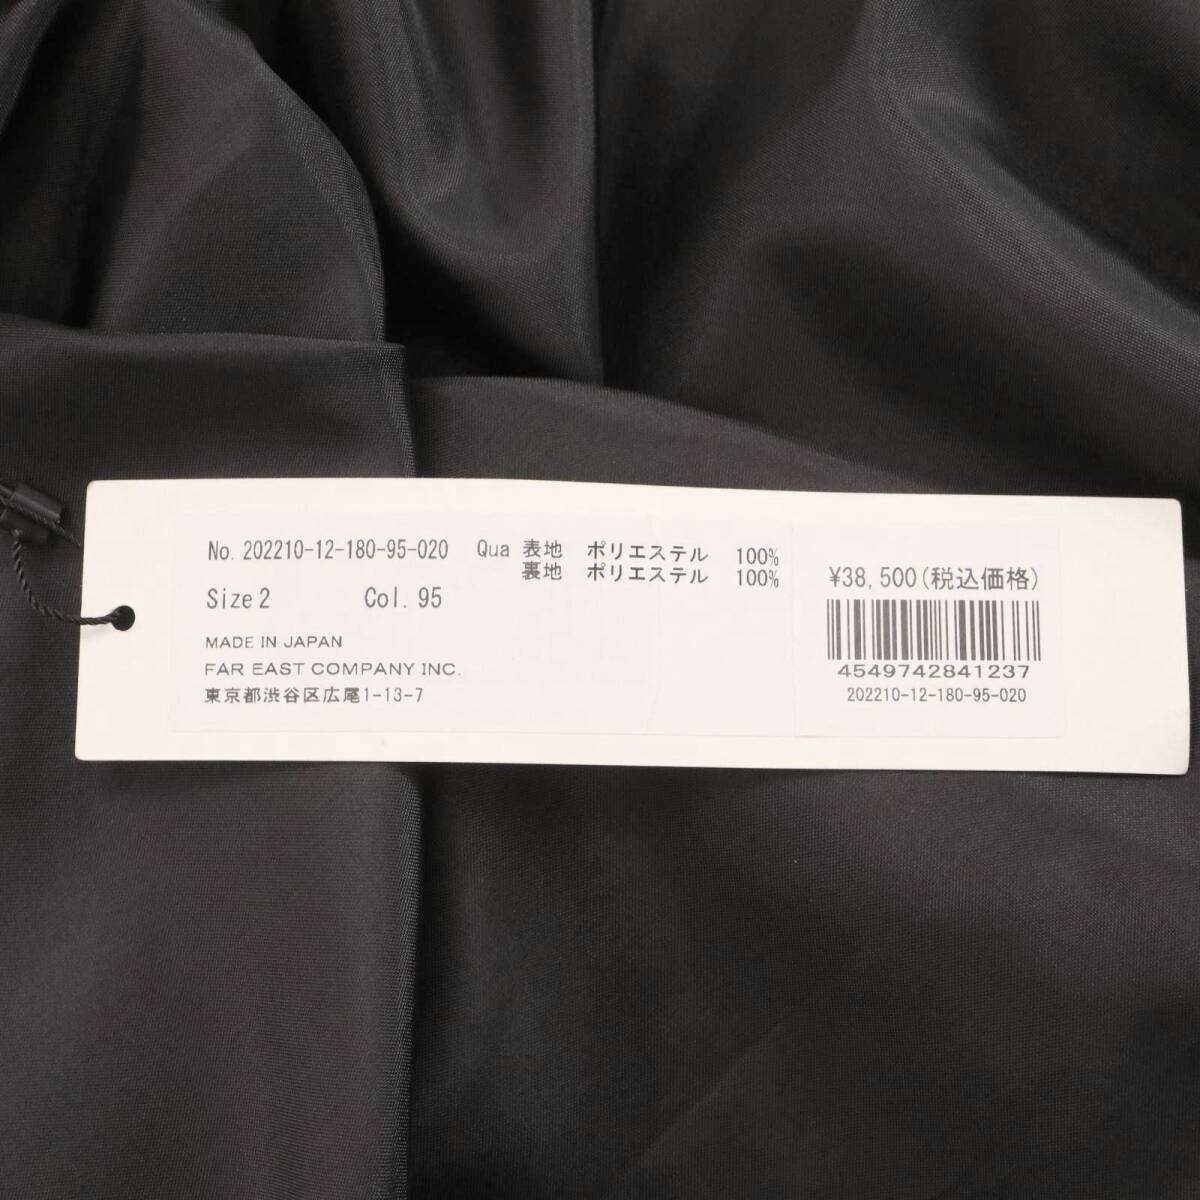 No. 202210-12-180-95-020 Qua 表地 ポリエステル 100%
裏地 ポリエステル 100%
Size 2 Col. 95
MADE IN JAPAN
FAR EAST COMPANY INC.
東京都渋谷区広尾1-13-7
¥38,500(税込価格)
4549742841237
202210-12-180-95-020